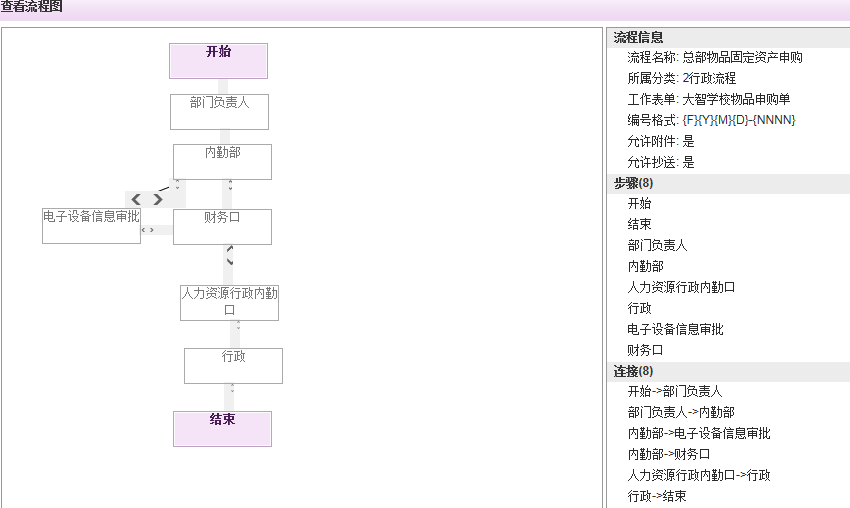 查看流程图
开始
部门负责人
内勤部
电子设备信息审批
财务口
人力资源行政内勤
口
行政
结束
流程信息
流程名称: 总部物品固定资产申购
所属分类: 2行政流程
工作表单: 大智学校物品申购单
编号格式: {F}{Y}{M}{D}-{NNNN}
允许附件: 是
允许抄送: 是
步骤(8)
开始
结束
部门负责人
内勤部
人力资源行政内勤口
行政
电子设备信息审批
财务口
连接(8)
开始->部门负责人
部门负责人->内勤部
内勤部->电子设备信息审批
内勤部->财务口
人力资源行政内勤口->行政
行政->结束